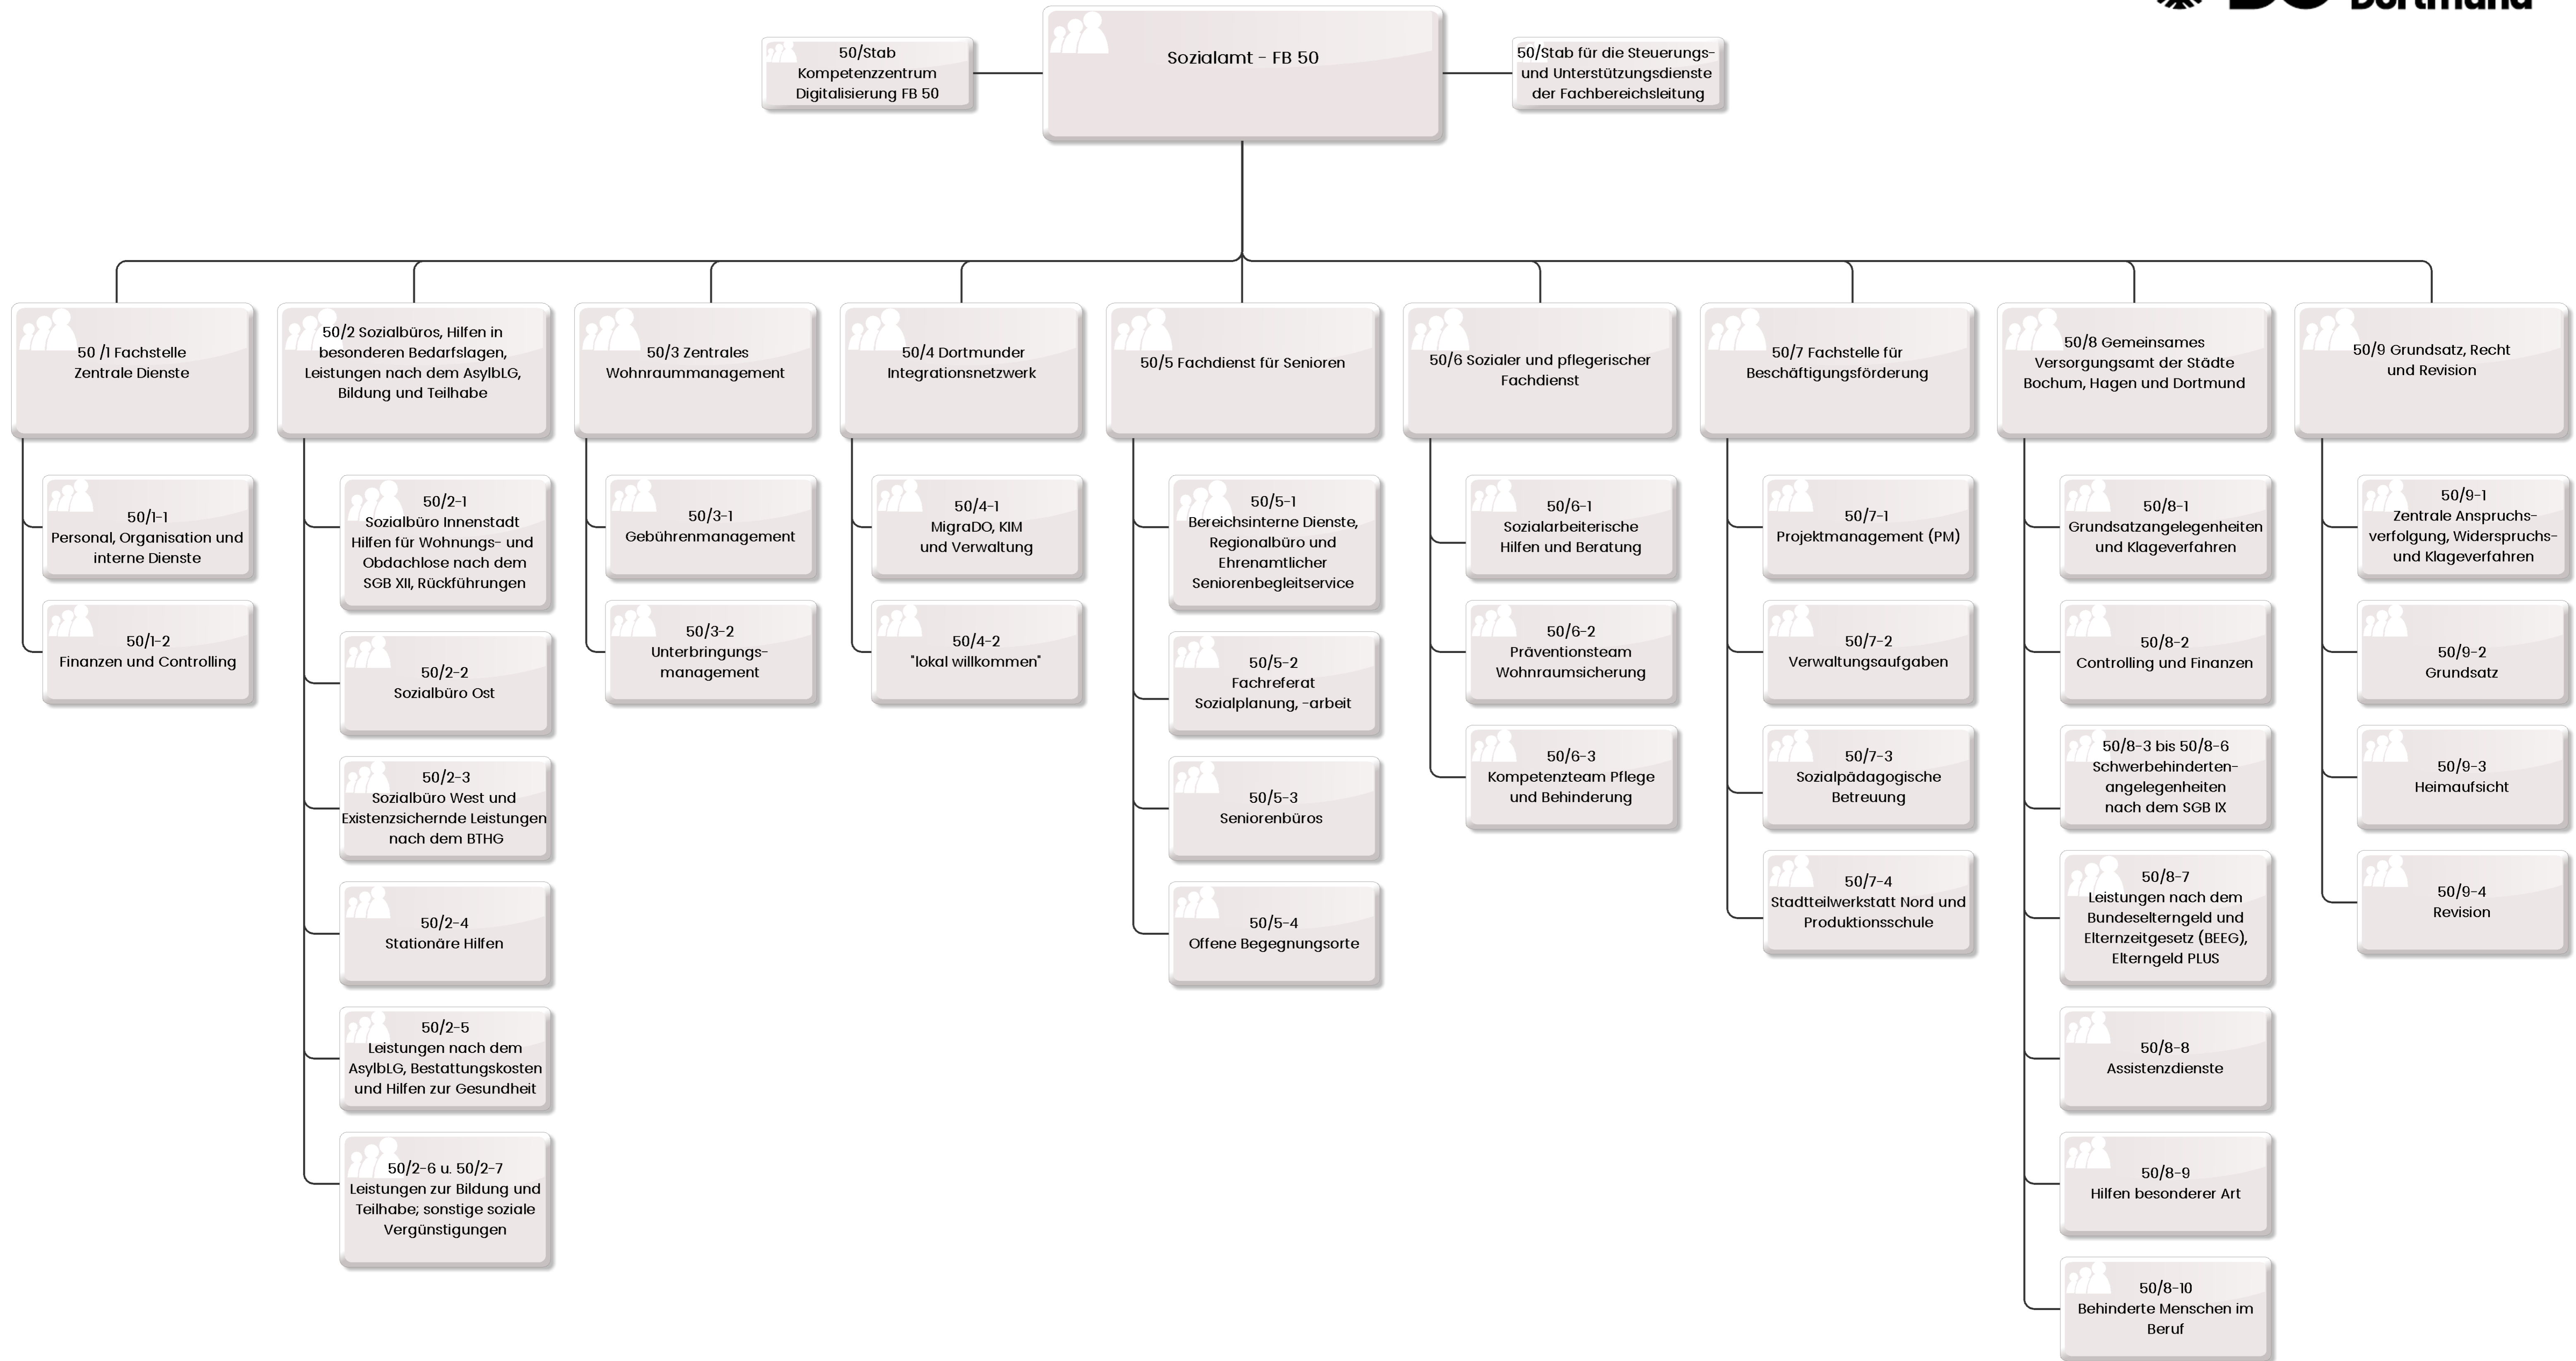 Dortmund
50/Stab
Kompetenzzentrum
Digitalisierung FB 50
Sozialamt - FB 50
50/Stab für die Steuerungs-
und Unterstützungsdienste
der Fachbereichsleitung
50 /1 Fachstelle
Zentrale Dienste
50/1-1
Personal, Organisation und
interne Dienste
50/1-2
Finanzen und Controlling
50/2 Sozialbüros, Hilfen in
besonderen Bedarfslagen,
Leistungen nach dem AsylbLG,
Bildung und Teilhabe
50/2-1
Sozialbüro Innenstadt
Hilfen für Wohnungs- und
Obdachlose nach dem
SGB XII, Rückführungen
50/2-2
Sozialbüro Ost
50/2-3
Sozialbüro West und
Existenzsichernde Leistungen
nach dem BTHG
50/2-4
Stationäre Hilfen
50/2-5
Leistungen nach dem
AsylbLG, Bestattungskosten
und Hilfen zur Gesundheit
50/2-6 u. 50/2-7
Leistungen zur Bildung und
Teilhabe; sonstige soziale
Vergünstigungen
50/3 Zentrales
Wohnraummanagement
50/3-1
Gebührenmanagement
50/3-2
Unterbringungs-
management
50/4 Dortmunder
Integrationsnetzwerk
50/4-1
MigraDO, KIM
und Verwaltung
50/4-2
"lokal willkommen"
50/5 Fachdienst für Senioren
50/5-1
Bereichsinterne Dienste,
Regionalbüro und
Ehrenamtlicher
Seniorenbegleitservice
50/5-2
Fachreferat
Sozialplanung, -arbeit
50/5-3
Seniorenbüros
50/5-4
Offene Begegnungsorte
50/6 Sozialer und pflegerischer
Fachdienst
50/6-1
Sozialarbeiterische
Hilfen und Beratung
50/6-2
Präventionsteam
Wohnraumsicherung
50/6-3
Kompetenzteam Pflege
und Behinderung
50/7 Fachstelle für
Beschäftigungsförderung
50/7-1
Projektmanagement (PM)
50/7-2
Verwaltungsaufgaben
50/7-3
Sozialpädagogische
Betreuung
50/7-4
Stadtteilwerkstatt Nord und
Produktionsschule
50/8 Gemeinsames
Versorgungsamt der Städte
Bochum, Hagen und Dortmund
50/8-1
Grundsatzangelegenheiten
und Klageverfahren
50/8-2
Controlling und Finanzen
50/8-3 bis 50/8-6
Schwerbehinderten-
angelegenheiten
nach dem SGB IX
50/8-7
Leistungen nach dem
Bundeselterngeld und
Elternzeitgesetz (BEEG),
Elterngeld PLUS
50/8-8
Assistenzdienste
50/8-9
Hilfen besonderer Art
50/8-10
Behinderte Menschen im
Beruf
50/9 Grundsatz, Recht
und Revision
50/9-1
Zentrale Anspruchs-
verfolgung, Widerspruchs-
und Klageverfahren
50/9-2
Grundsatz
50/9-3
Heimaufsicht
50/9-4
Revision